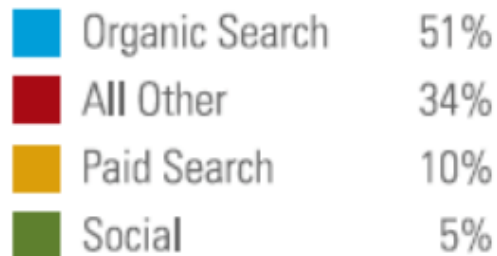 Organic Search 51%
All Other 34%
Paid Search 10%
Social 5%